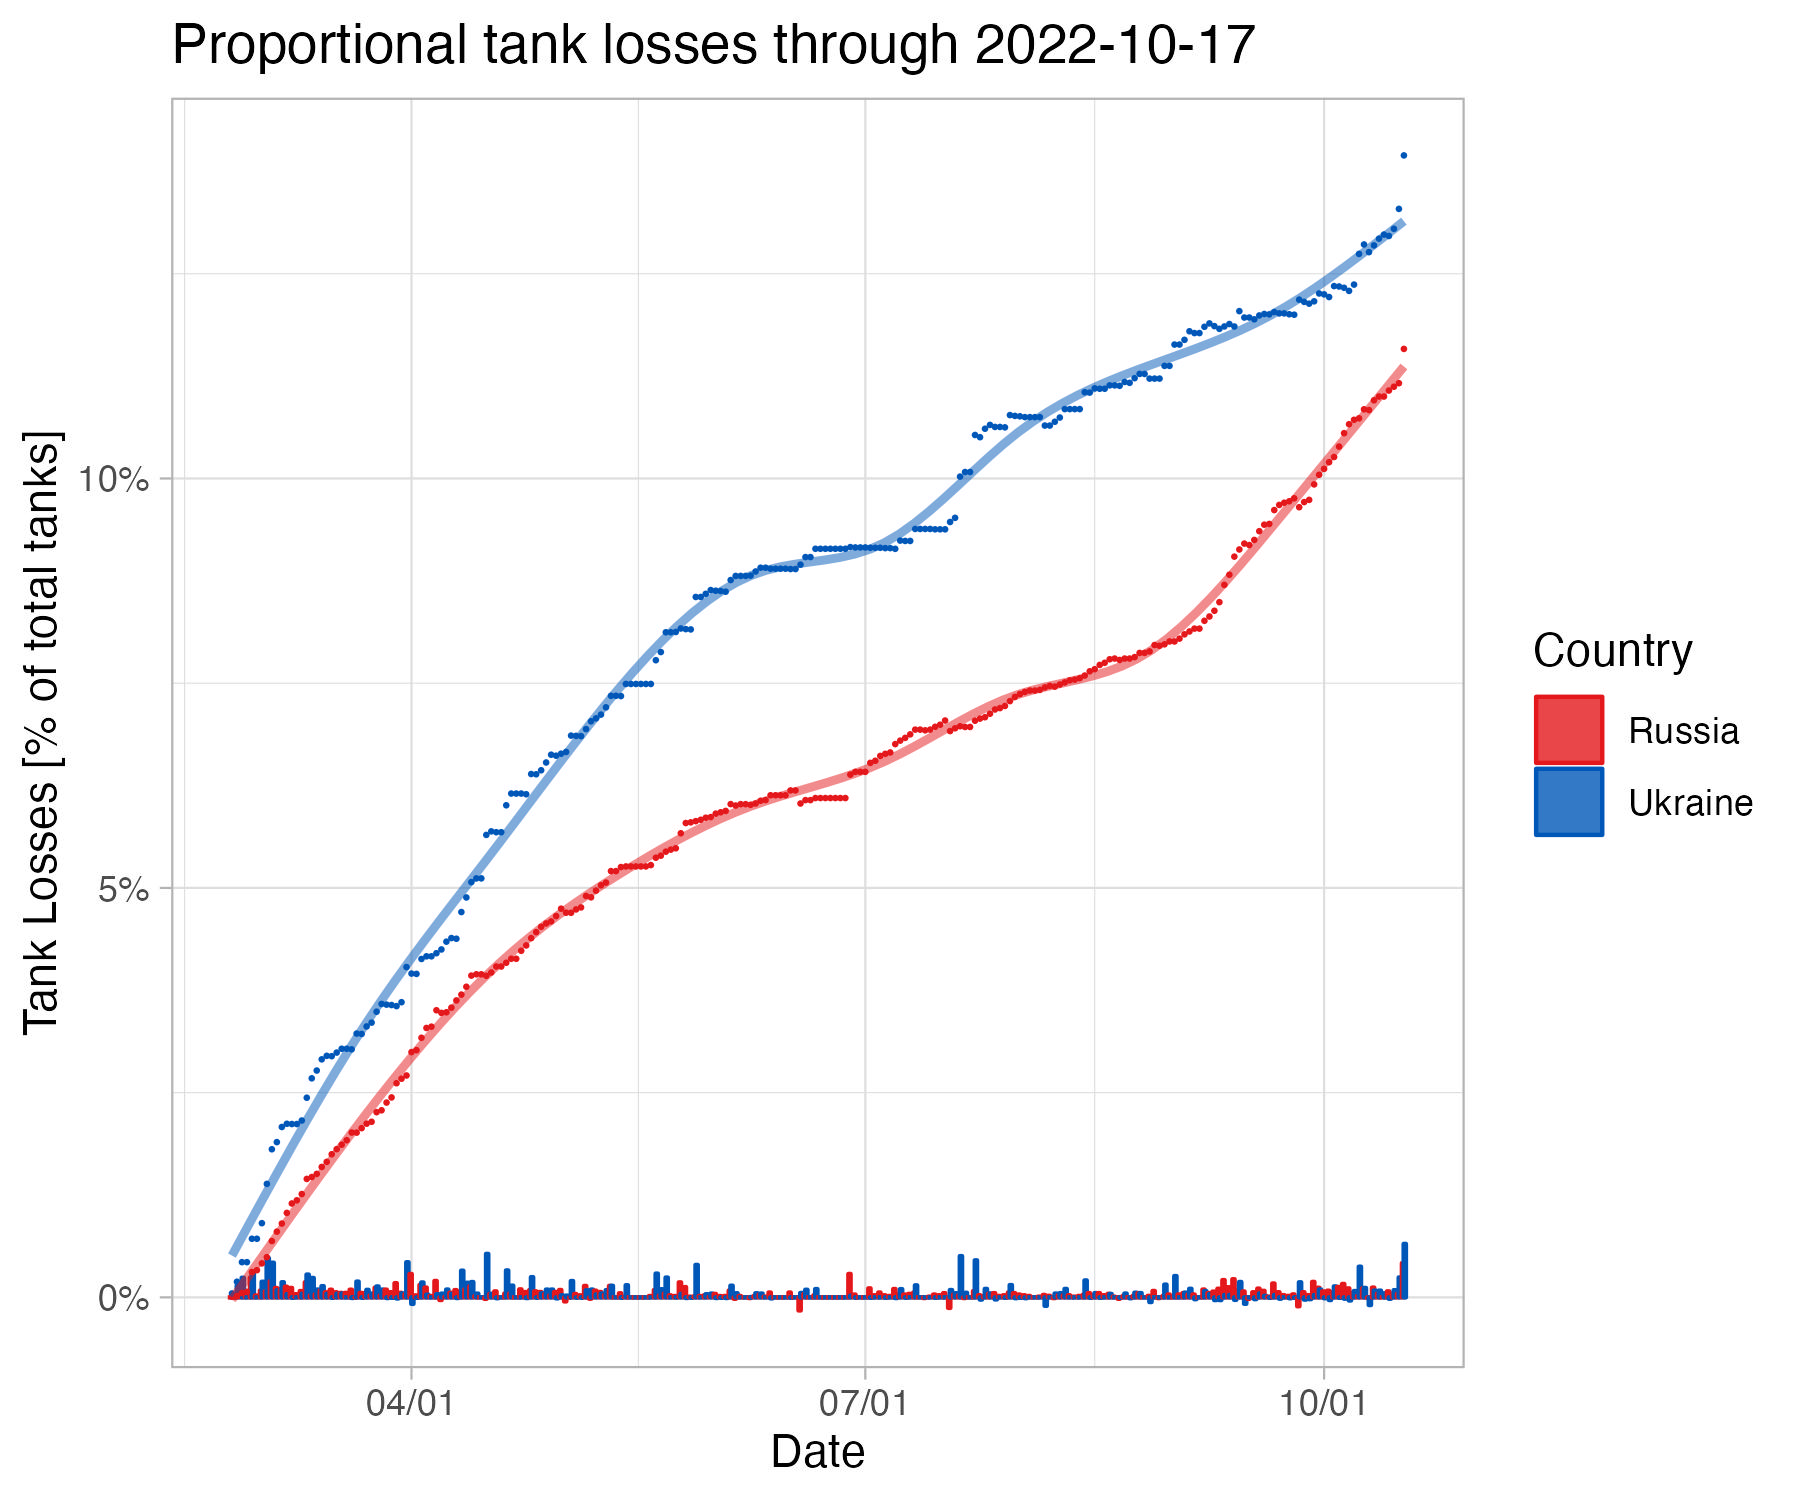 Proportional tank losses through 2022-10-17
Tank Losses [% of total tanks]
10%
5%
0%
04/01
07/01
10/01
Date
Country
Russia
Ukraine